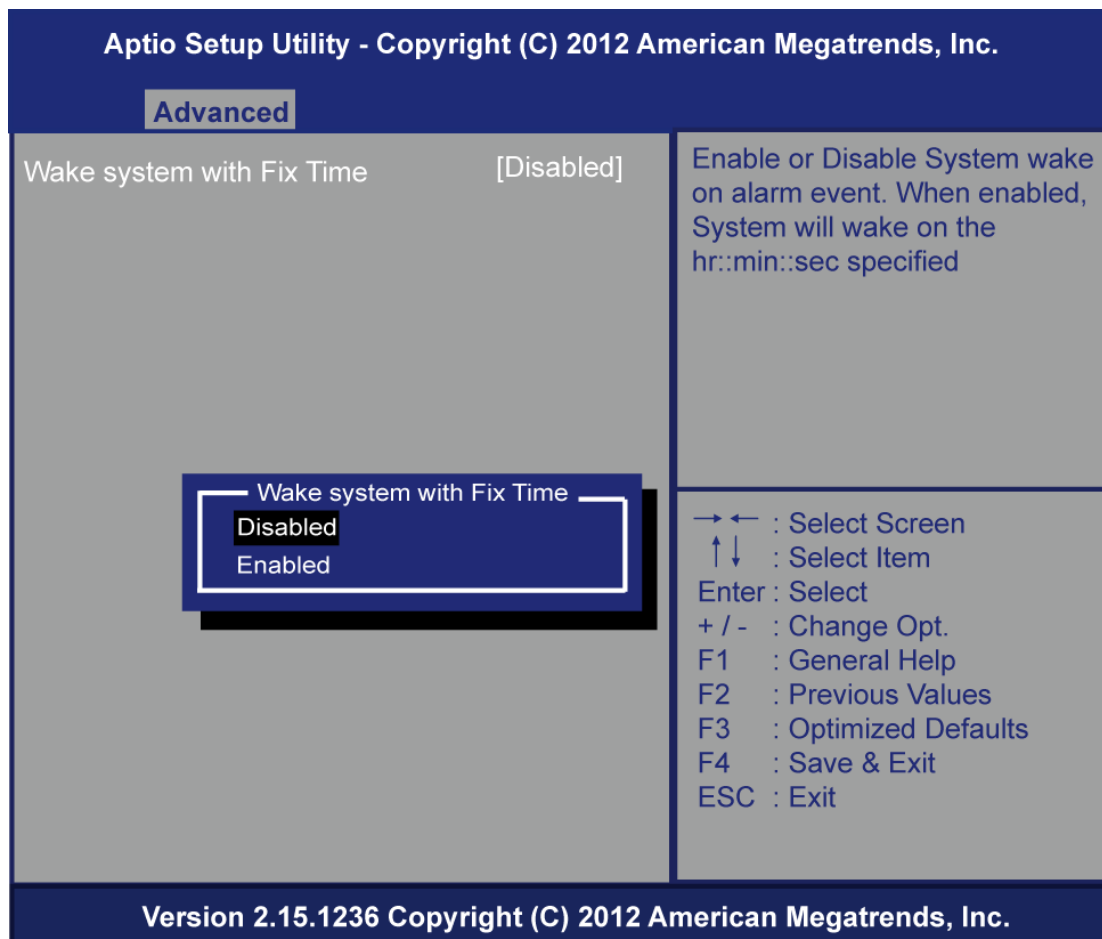 Aptio Setup Utility - Copyright (C) 2012 American Megatrends, Inc.
Advanced
Wake system with Fix Time [Disabled]
Enable or Disable System wake
on alarm event. When enabled,
System will wake on the
hr::min::sec specified
Wake system with Fix Time
Disabled
Enabled
→ ← : Select Screen
↑↓ : Select Item
Enter : Select
+ / - : Change Opt.
F1 : General Help
F2 : Previous Values
F3 : Optimized Defaults
F4 : Save & Exit
ESC : Exit
Version 2.15.1236 Copyright (C) 2012 American Megatrends, Inc.